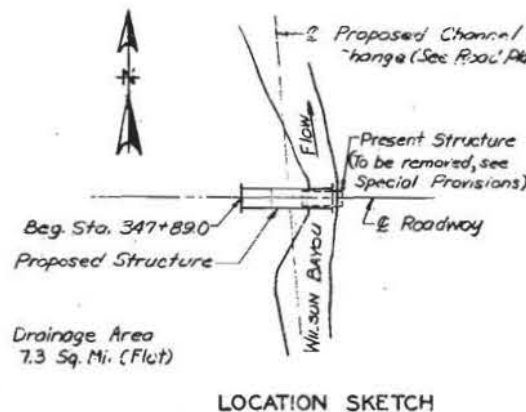 N
℄ Proposed Channel
Change (See Road Pla
FLOW
Present Structure
(To be removed, see
Special Provisions)
Beg. Sta. 347+89.0
℄ Roadway
Proposed Structure
WILSON BAYOU
Drainage Area
7.3 Sq. Mi. (Flat)
LOCATION SKETCH